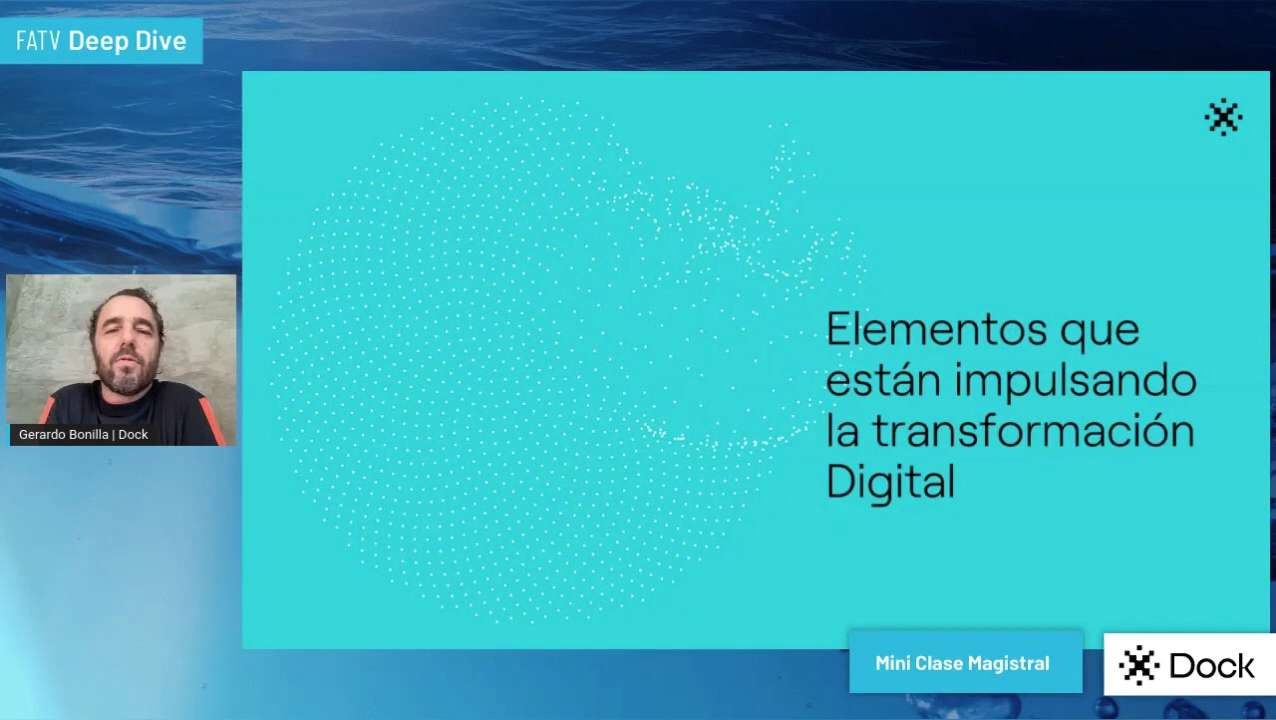 FATV Deep Dive
Elementos que
están impulsando
la transformación
Digital
Gerardo Bonilla | Dock
Mini Clase Magistral
Dock